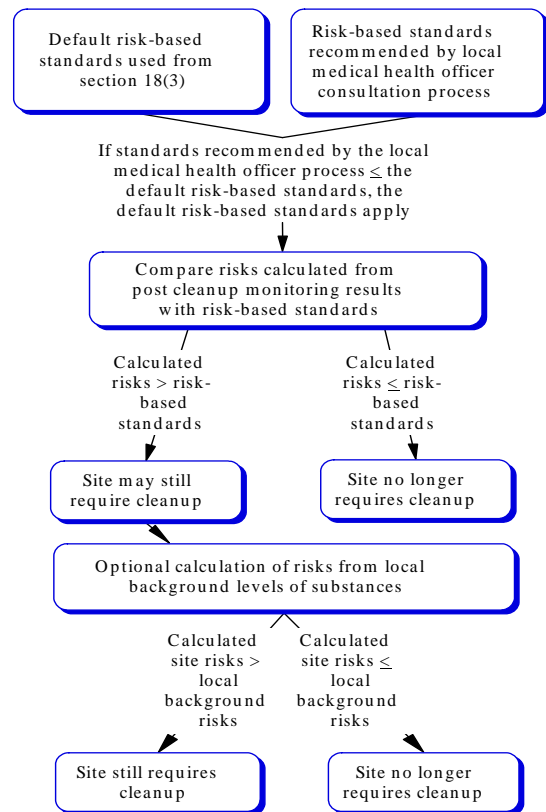 Default risk-based
standards used from
section 18(3)
Risk-based standards
recommended by local
medical health officer
consultation process
If standards recommended by the local
medical health officer process ≤ the
default risk-based standards, the
default risk-based standards apply
Compare risks calculated from
post cleanup monitoring results
with risk-based standards
Calculated
risks > risk-
based
standards
Calculated
risks ≤ risk-
based
standards
Site may still
require cleanup
Site no longer
requires cleanup
Optional calculation of risks from local
background levels of substances
Calculated
site risks >
local
background
risks
Calculated
site risks ≤
local
background
risks
Site still requires
cleanup
Site no longer
requires cleanup